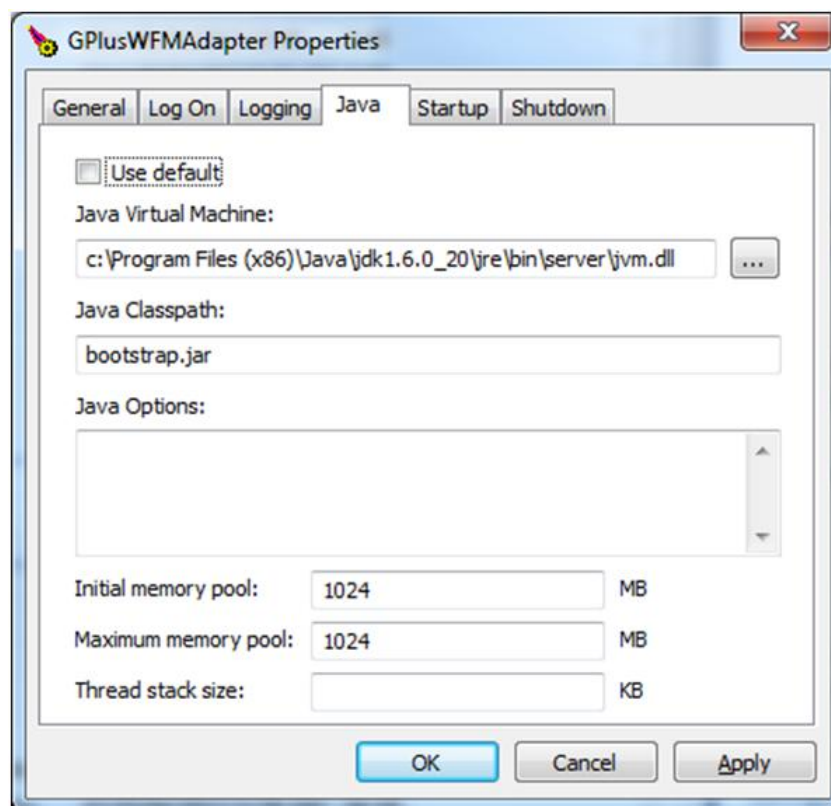 GPlusWFMAdapter Properties
General Log On Logging Java Startup Shutdown
Use default
Java Virtual Machine:
c:\Program Files (x86)\Java\jdk1.6.0_20\jre\bin\server\jvm.dll ...
Java Classpath:
bootstrap.jar
Java Options:
Initial memory pool: 1024 MB
Maximum memory pool: 1024 MB
Thread stack size: KB
OK Cancel Apply